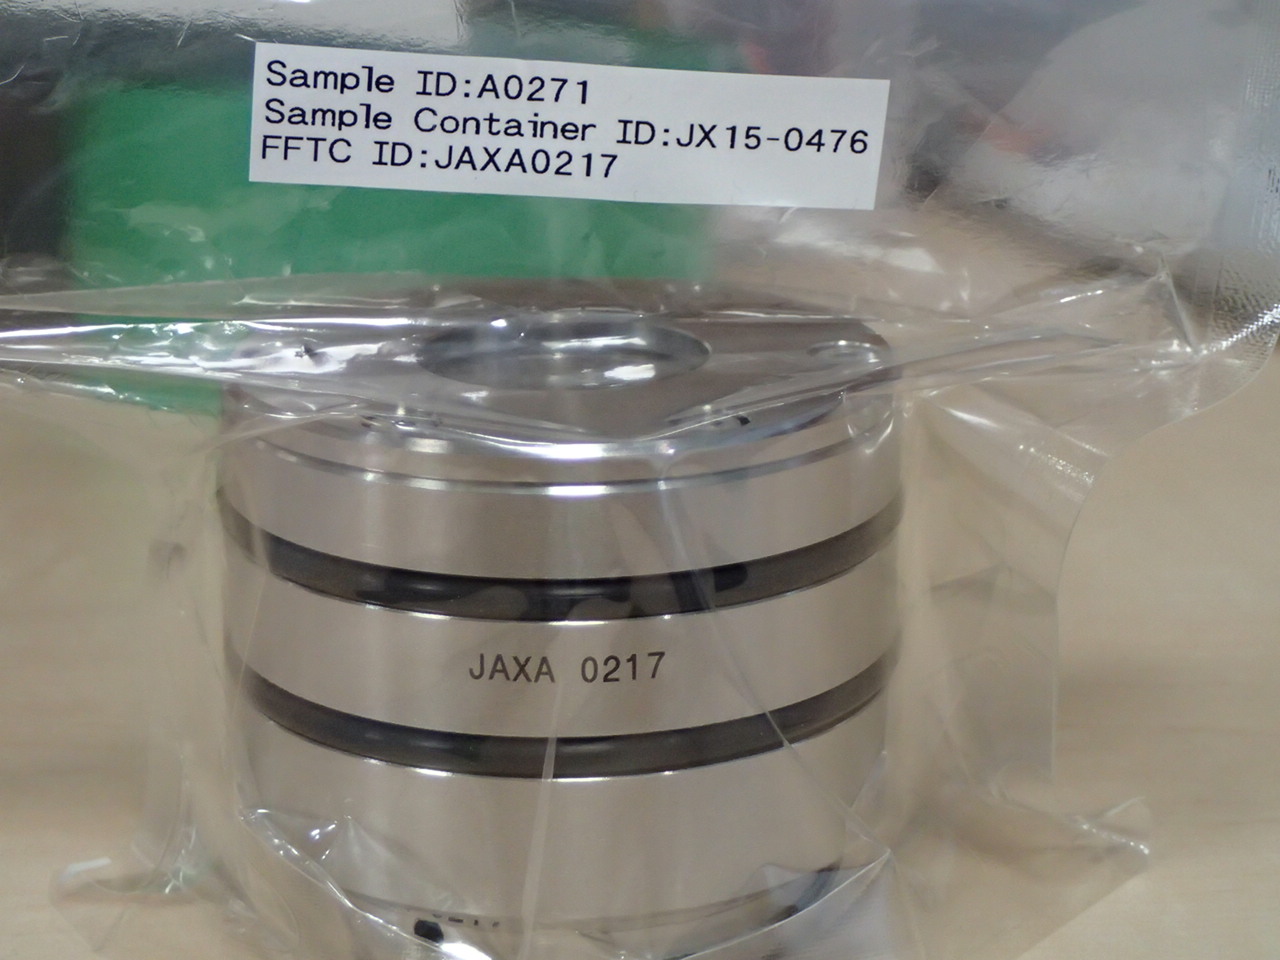 Sample ID:A0271
Sample Container ID:JX15-0476
FFTC ID:JAXA0217
JAXA 0217